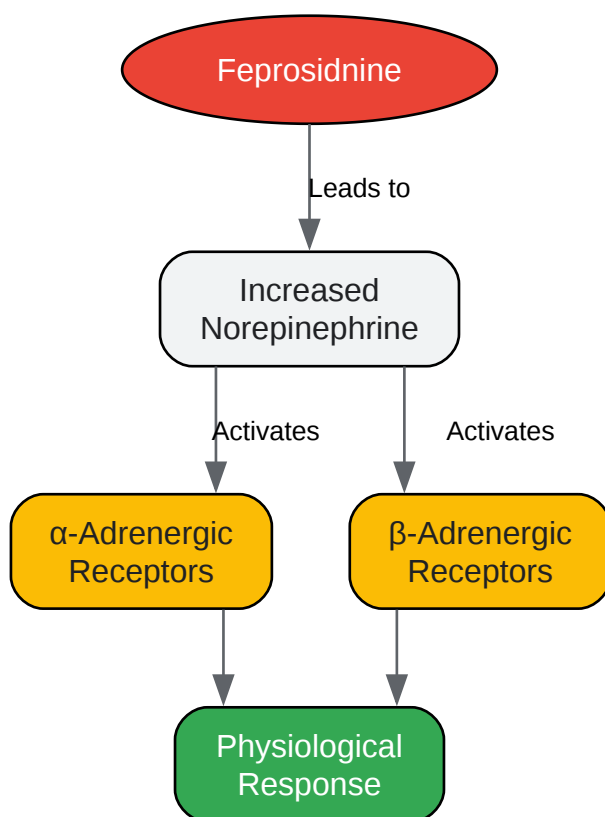 Feprosidnine
Leads to
Increased
Norepinephrine
Activates
Activates
α-Adrenergic
Receptors
β-Adrenergic
Receptors
Physiological
Response